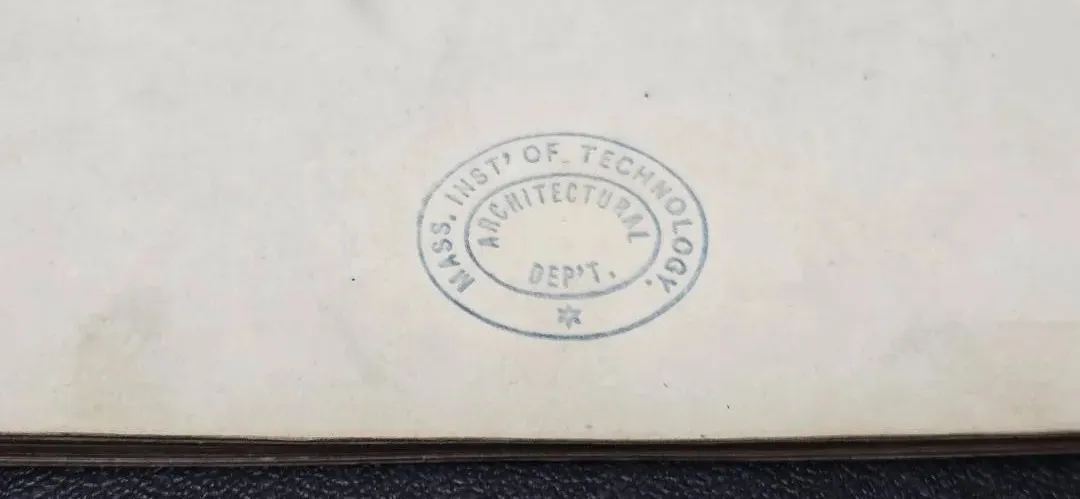 MASS. INST' OF TECHNOLOGY.
ARCHITECTURAL
DEP'T.